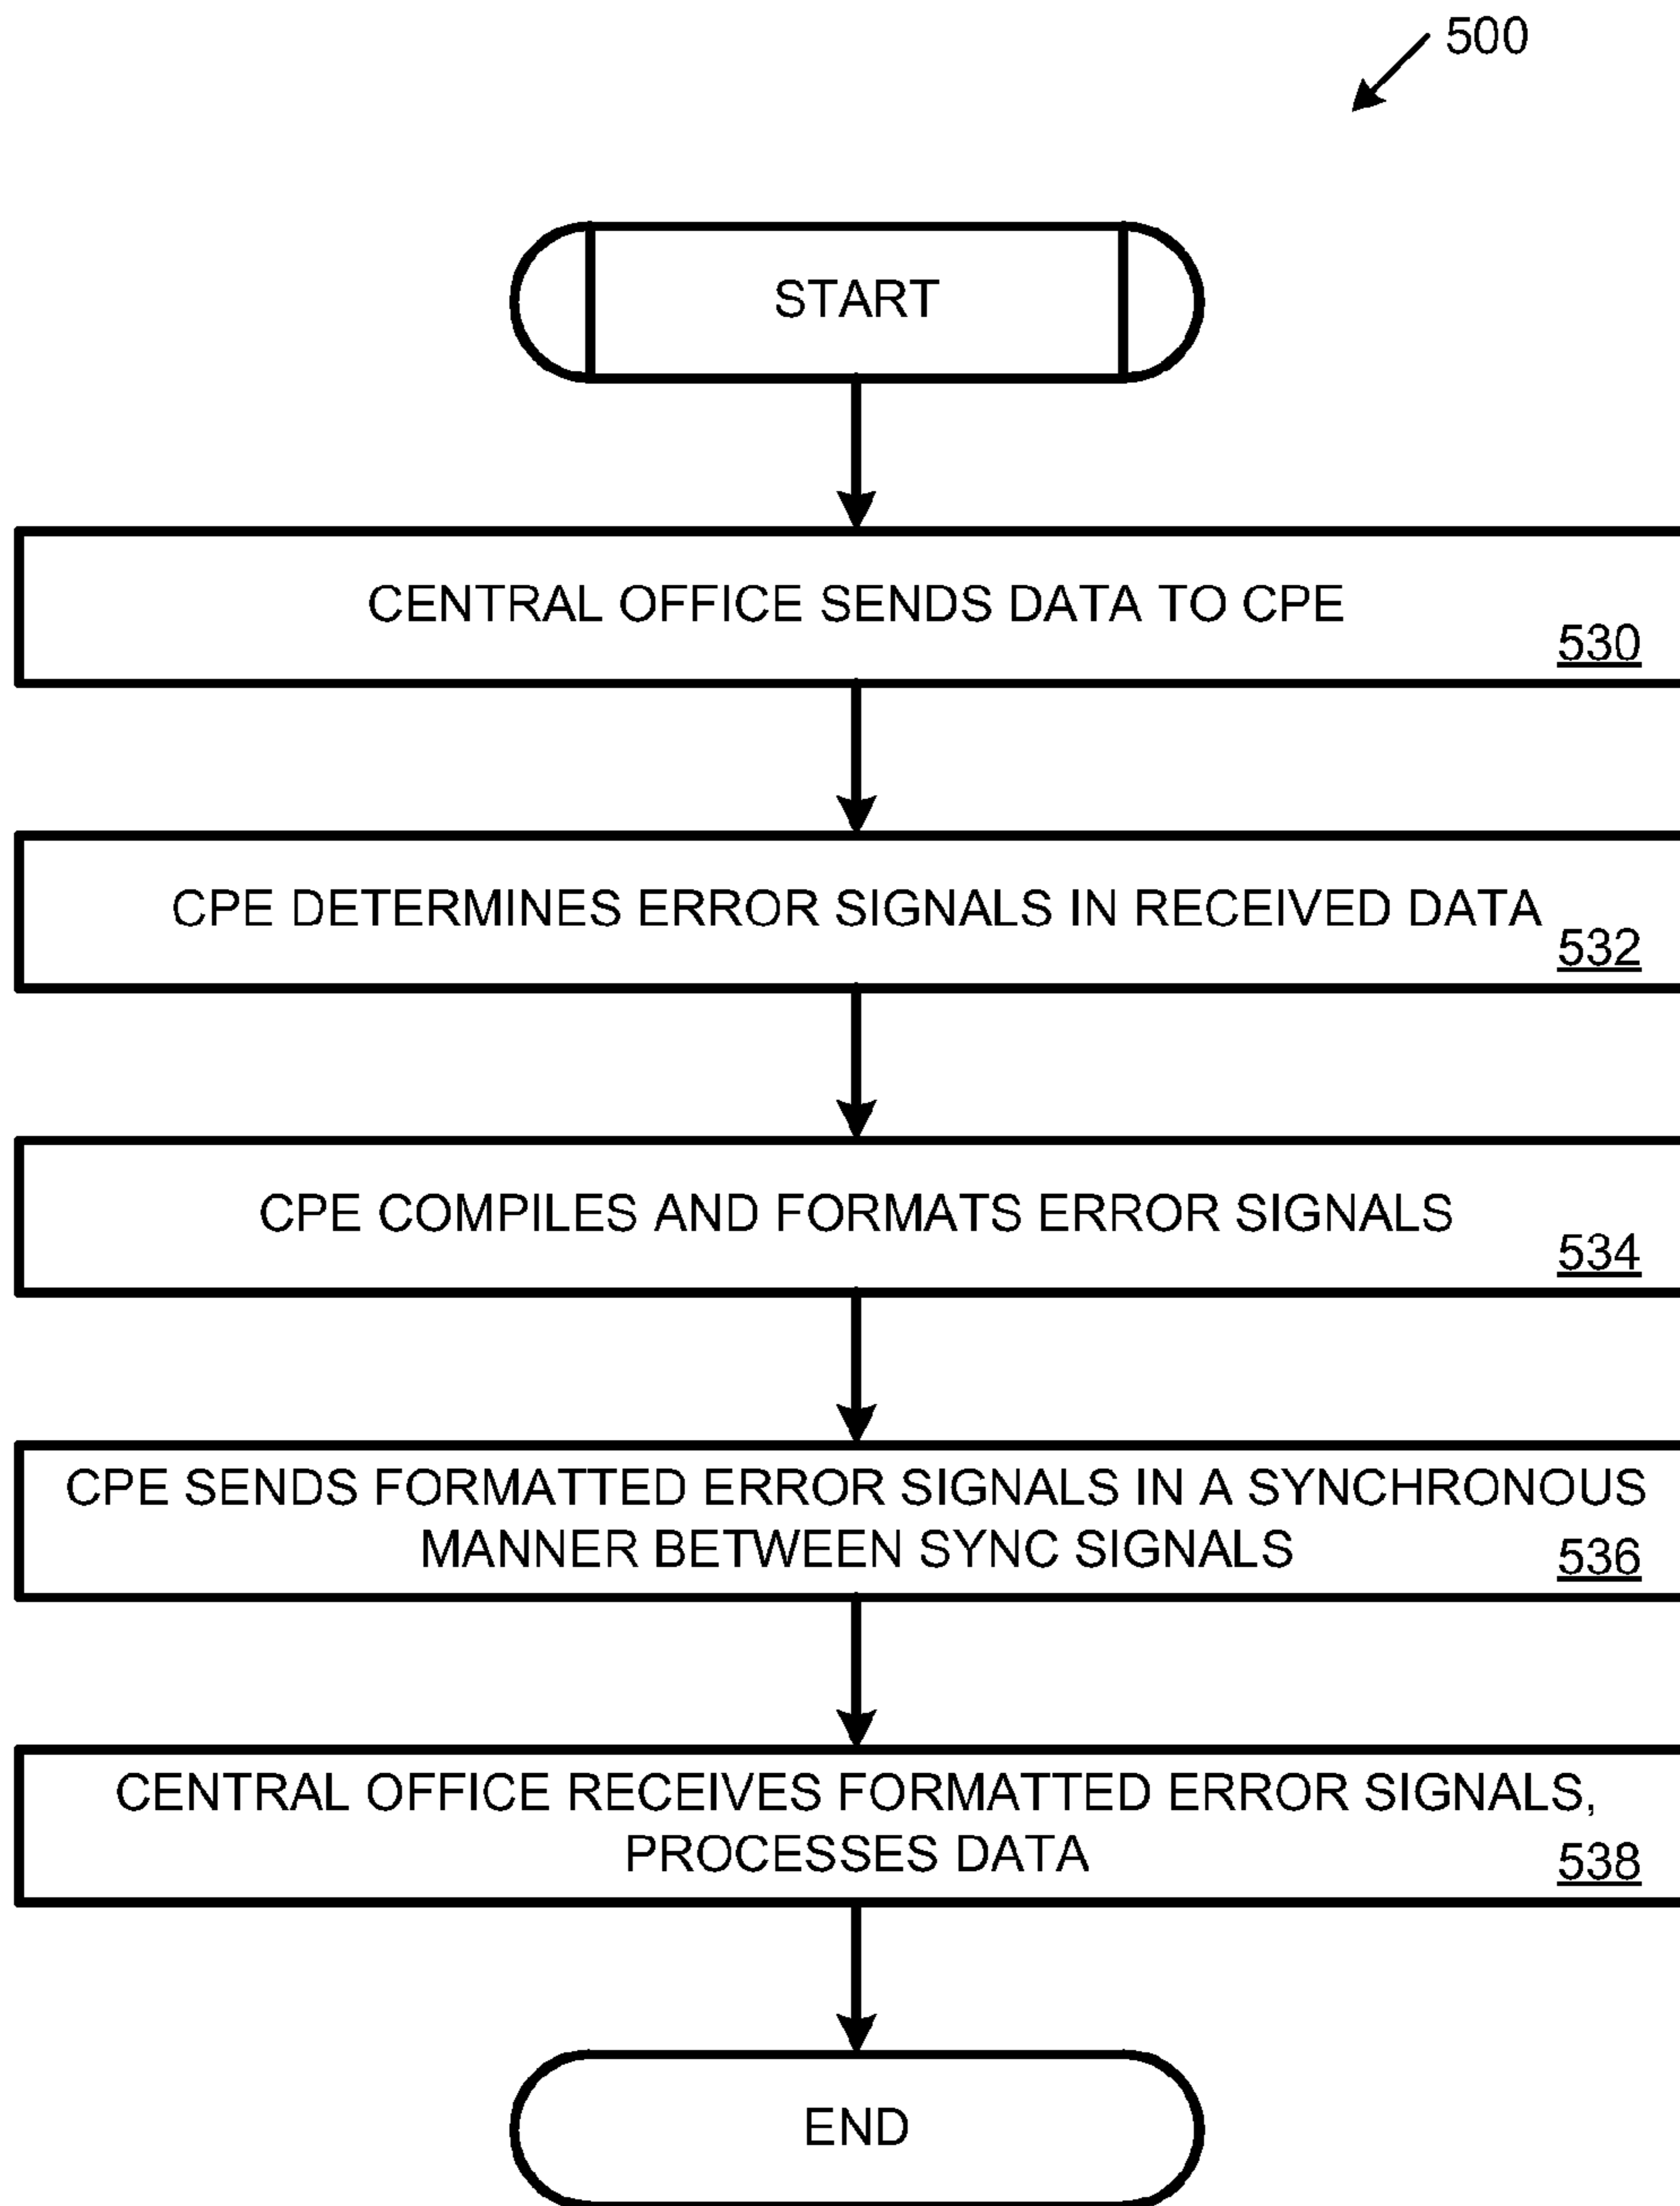 500
START
CENTRAL OFFICE SENDS DATA TO CPE
530
CPE DETERMINES ERROR SIGNALS IN RECEIVED DATA
532
CPE COMPILES AND FORMATS ERROR SIGNALS
534
CPE SENDS FORMATTED ERROR SIGNALS IN A SYNCHRONOUS
MANNER BETWEEN SYNC SIGNALS
536
CENTRAL OFFICE RECEIVES FORMATTED ERROR SIGNALS,
PROCESSES DATA
538
END